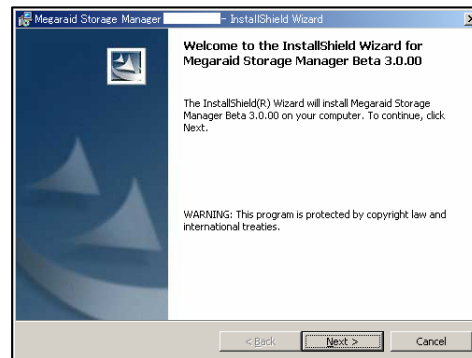 Megaraid Storage Manager - InstallShield Wizard
Welcome to the InstallShield Wizard for
Megaraid Storage Manager Beta 3.0.00
The InstallShield(R) Wizard will install Megaraid Storage
Manager Beta 3.0.00 on your computer. To continue, click
Next.
WARNING: This program is protected by copyright law and
international treaties.
< Back Next > Cancel